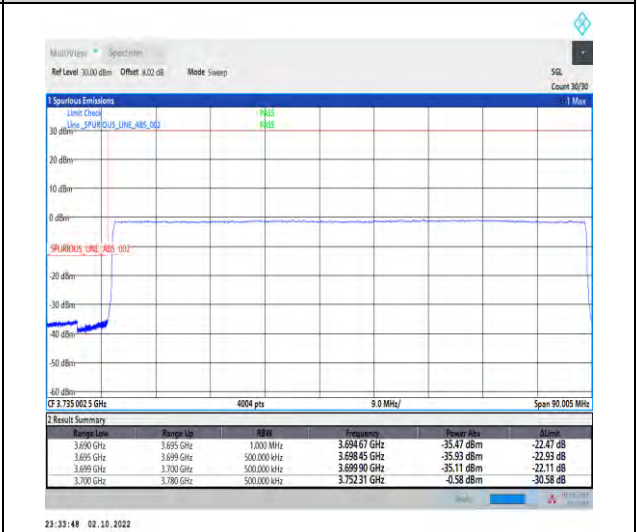 MultiView Spectrum
Ref Level 30.00 dBm Offset 8.02 dB Mode Sweep SGL
Count 30/30
1 Spurious Emissions 1 Max
Limit Check PASS
Line _SPURIOUS_LINE_ABS_002 PASS
30 dBm
20 dBm
10 dBm
0 dBm
_SPURIOUS_LINE_ABS_002
-20 dBm
-30 dBm
-40 dBm
-50 dBm
-60 dBm
CF 3.735 002 5 GHz 4004 pts 9.0 MHz/ Span 90.005 MHz
2 Result Summary
Range Low Range Up RBW Frequency Power Abs ΔLimit
3.690 GHz 3.695 GHz 1.000 MHz 3.694 67 GHz -35.47 dBm -22.47 dB
3.695 GHz 3.699 GHz 500.000 kHz 3.698 45 GHz -35.93 dBm -22.93 dB
3.699 GHz 3.700 GHz 500.000 kHz 3.699 90 GHz -35.11 dBm -22.11 dB
3.700 GHz 3.780 GHz 500.000 kHz 3.752 31 GHz -0.58 dBm -30.58 dB
23:33:48 02.10.2022